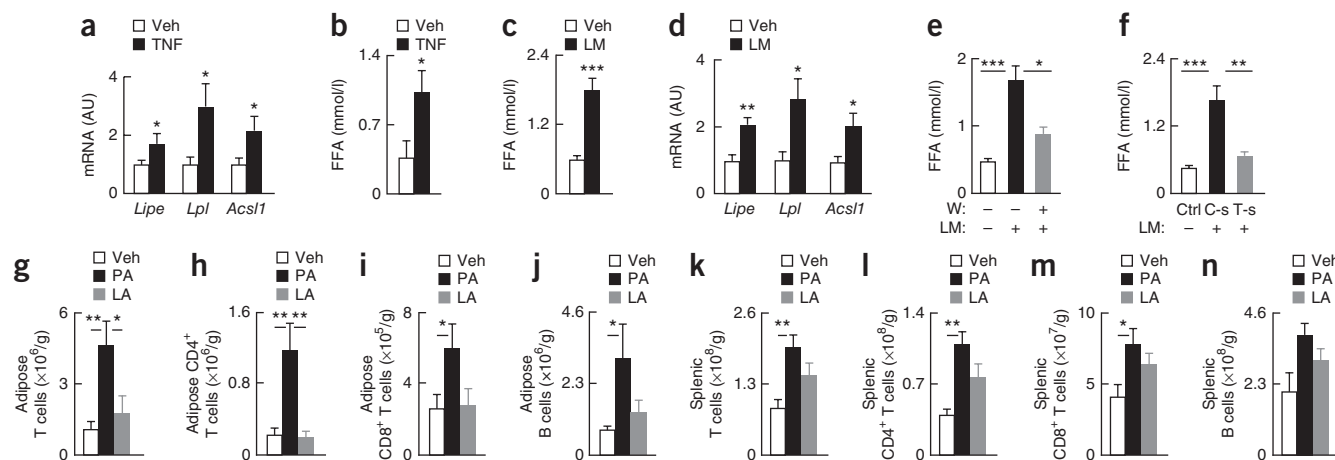 a
Veh
TNF
mRNA (AU)
4
2
0
*
*
*
Lipe Lpl Acsl1
b
Veh
TNF
FFA (mmol/l)
1.4
0.7
0
*
c
Veh
LM
FFA (mmol/l)
2.4
1.2
0
***
d
Veh
LM
mRNA (AU)
4
2
0
**
*
*
Lipe Lpl Acsl1
e
FFA (mmol/l)
2
1
0
*** *
W: – – +
LM: – + +
f
FFA (mmol/l)
2.4
1.2
0
*** **
Ctrl C-s T-s
LM: – + +
g
Veh
PA
LA
Adipose
T cells (×10⁶/g)
6
3
0
** *
h
Veh
PA
LA
Adipose CD4⁺
T cells (×10⁶/g)
1.6
0.8
0
** **
i
Veh
PA
LA
Adipose
CD8⁺ T cells (×10⁵/g)
8
4
0
*
j
Veh
PA
LA
Adipose
B cells (×10⁶/g)
4.6
2.3
0
*
k
Veh
PA
LA
Splenic
T cells (×10⁸/g)
2.6
1.3
0
**
l
Veh
PA
LA
Splenic
CD4⁺ T cells (×10⁸/g)
1.4
0.7
0
**
m
Veh
PA
LA
Splenic
CD8⁺ T cells (×10⁷/g)
10
5
0
*
n
Veh
PA
LA
Splenic
B cells (×10⁸/g)
4.6
2.3
0